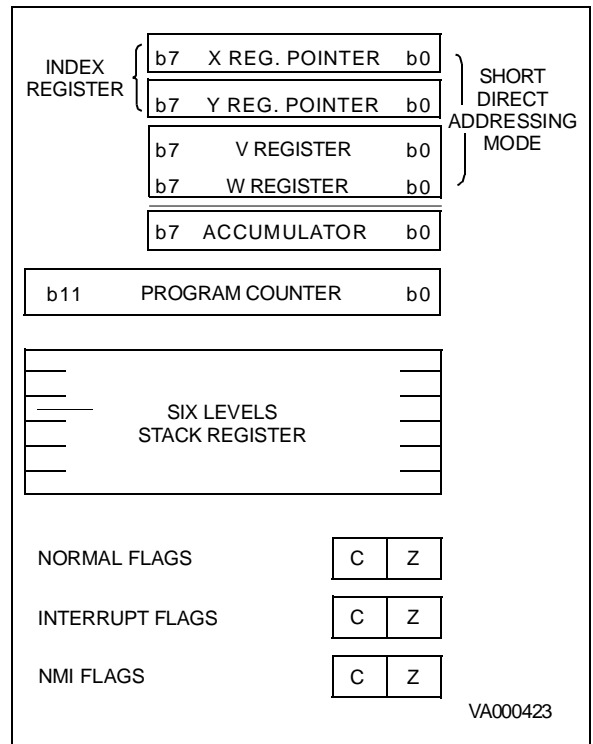 INDEX
REGISTER
b7 X REG. POINTER b0
b7 Y REG. POINTER b0
b7 V REGISTER b0
b7 W REGISTER b0
SHORT
DIRECT
ADDRESSING
MODE
b7 ACCUMULATOR b0
b11 PROGRAM COUNTER b0
SIX LEVELS
STACK REGISTER
NORMAL FLAGS C Z
INTERRUPT FLAGS C Z
NMI FLAGS C Z
VA000423